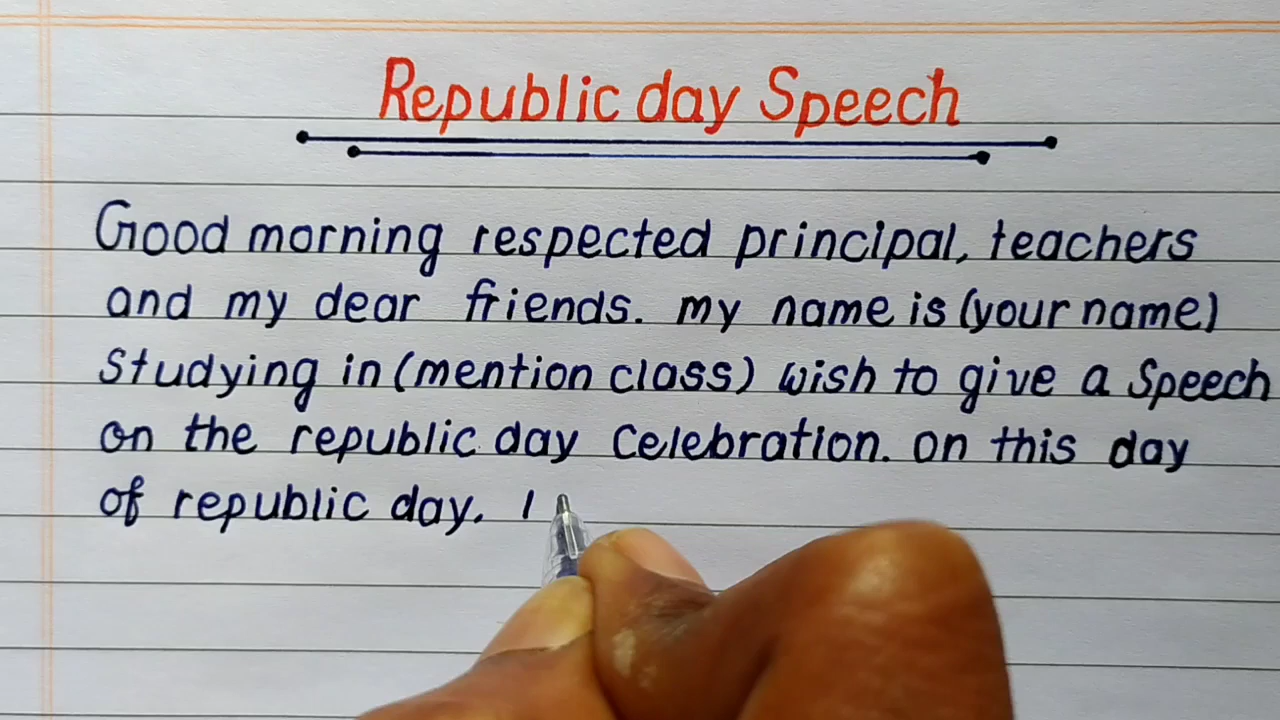 Republic day Speech
Good morning respected principal, teachers
and my dear friends. my name is (your name)
Studying in (mention class) wish to give a Speech
on the republic day Celebration. on this day
of republic day. I